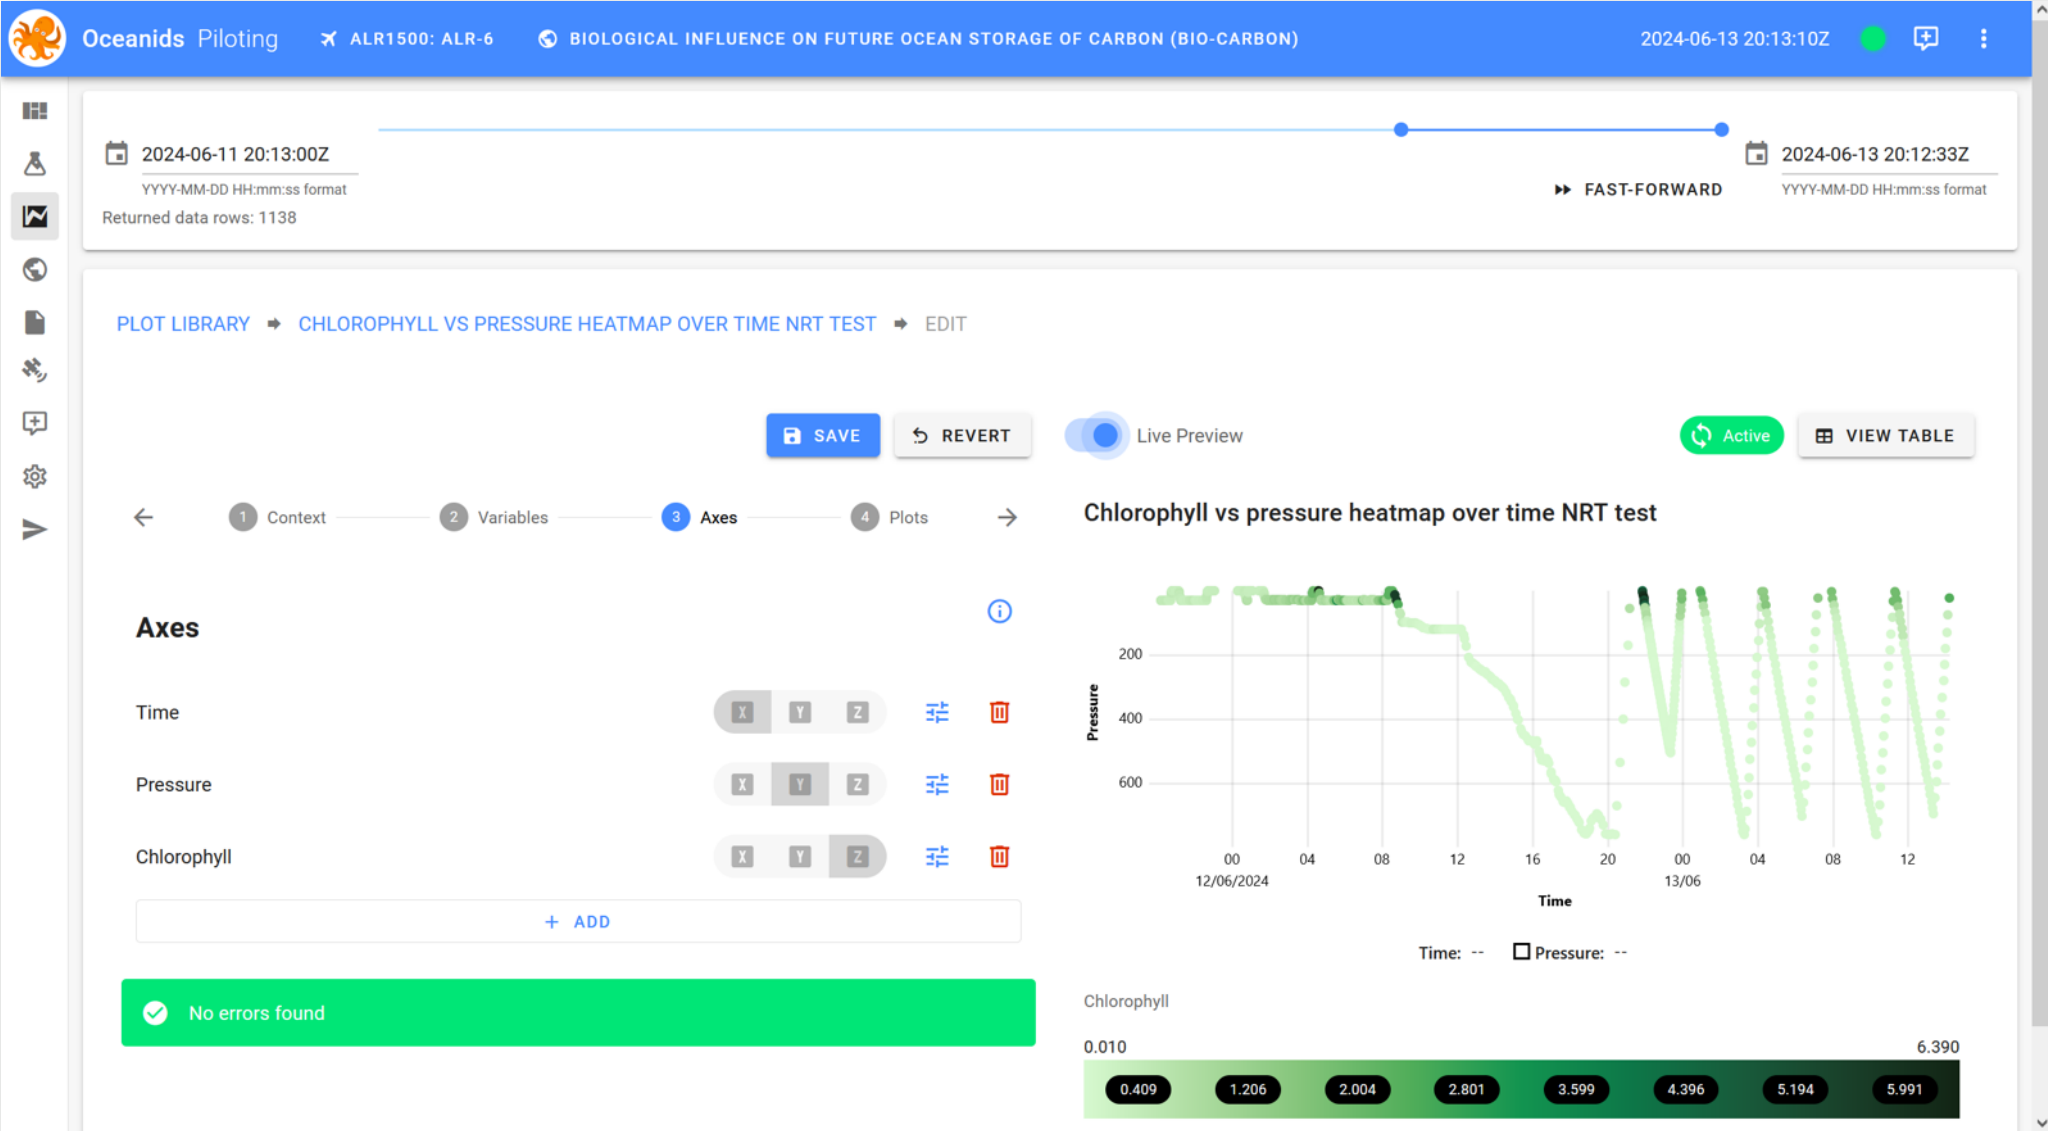 Oceanids Piloting
ALR1500: ALR-6
BIOLOGICAL INFLUENCE ON FUTURE OCEAN STORAGE OF CARBON (BIO-CARBON)
2024-06-13 20:13:10Z
2024-06-11 20:13:00Z
YYYY-MM-DD HH:mm:ss format
Returned data rows: 1138
FAST-FORWARD
2024-06-13 20:12:33Z
YYYY-MM-DD HH:mm:ss format
PLOT LIBRARY
CHLOROPHYLL VS PRESSURE HEATMAP OVER TIME NRT TEST
EDIT
SAVE
REVERT
Live Preview
Active
VIEW TABLE
1 Context
2 Variables
3 Axes
4 Plots
Axes
Time X Y Z
Pressure X Y Z
Chlorophyll X Y Z
+ ADD
No errors found
Chlorophyll vs pressure heatmap over time NRT test
Pressure
200
400
600
00 04 08 12 16 20 00 04 08 12
12/06/2024 13/06
Time
Time: -- Pressure: --
Chlorophyll
0.010 6.390
0.409 1.206 2.004 2.801 3.599 4.396 5.194 5.991